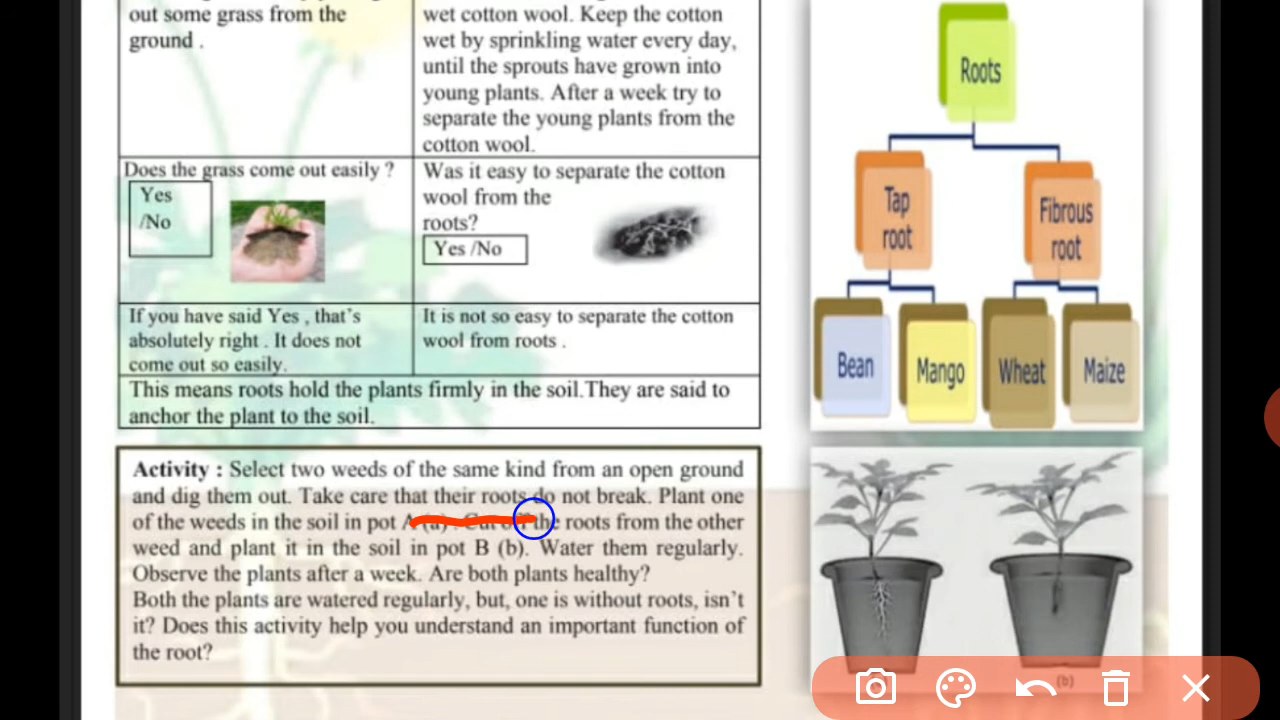 out some grass from the
ground .
wet cotton wool. Keep the cotton
wet by sprinkling water every day,
until the sprouts have grown into
young plants. After a week try to
separate the young plants from the
cotton wool.
Does the grass come out easily ?
Yes
/No
Was it easy to separate the cotton
wool from the
roots?
Yes /No
If you have said Yes , that’s
absolutely right . It does not
come out so easily.
It is not so easy to separate the cotton
wool from roots .
This means roots hold the plants firmly in the soil.They are said to
anchor the plant to the soil.
Activity : Select two weeds of the same kind from an open ground
and dig them out. Take care that their roots do not break. Plant one
of the weeds in the soil in pot A (a). Cut off the roots from the other
weed and plant it in the soil in pot B (b). Water them regularly.
Observe the plants after a week. Are both plants healthy?
Both the plants are watered regularly, but, one is without roots, isn’t
it? Does this activity help you understand an important function of
the root?
Roots
Tap
root
Fibrous
root
Bean
Mango
Wheat
Maize
(b)